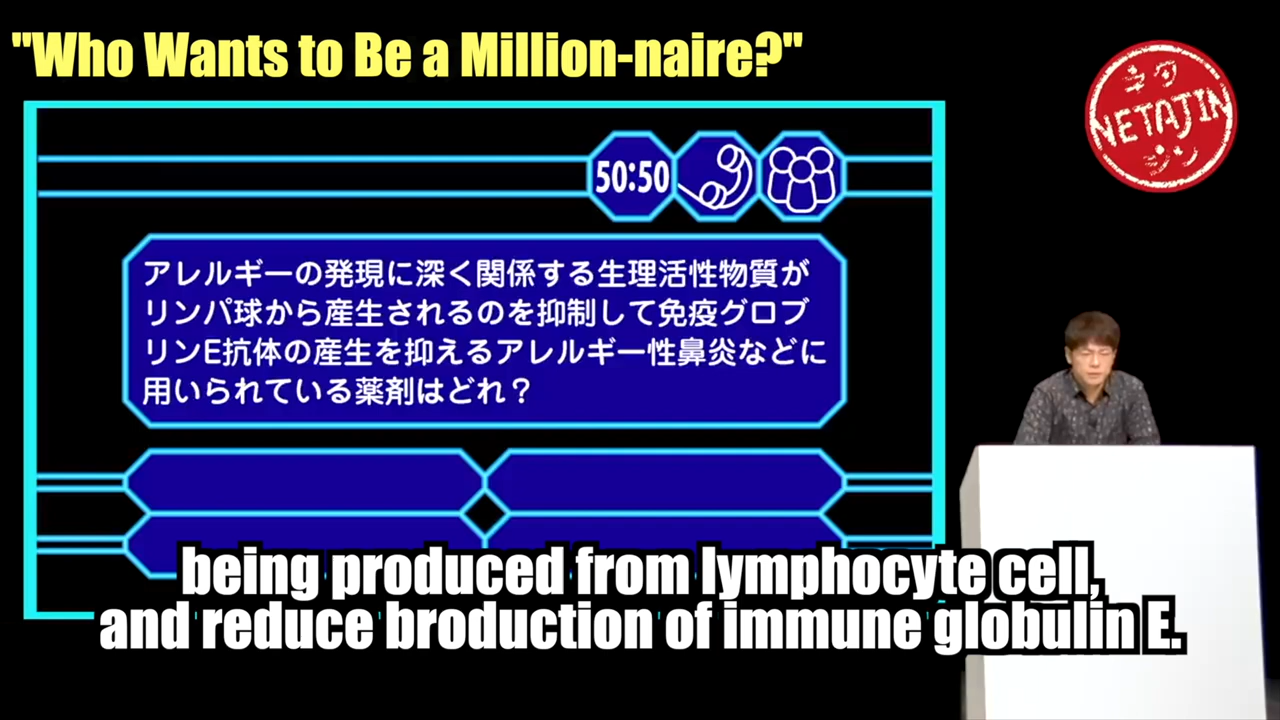 "Who Wants to Be a Million-naire?"
ネタ
NETAJIN
ジン
50:50
アレルギーの発現に深く関係する生理活性物質が
リンパ球から産生されるのを抑制して免疫グロブ
リンE抗体の産生を抑えるアレルギー性鼻炎などに
用いられている薬剤はどれ？
being produced from lymphocyte cell,
and reduce broduction of immune globulin E.